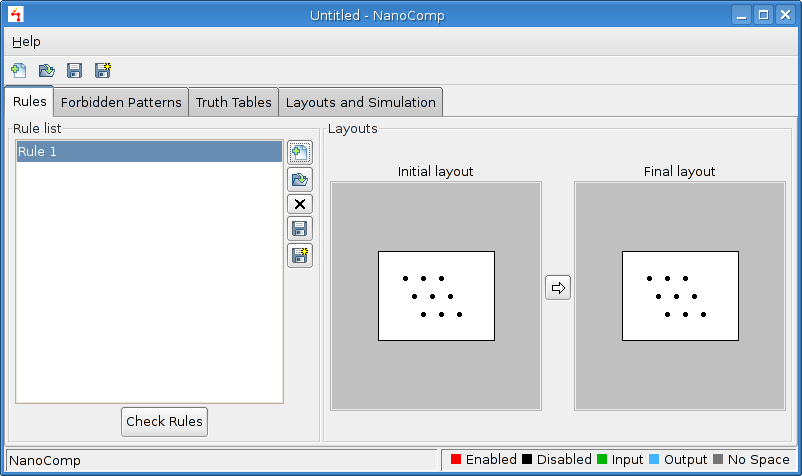 Untitled - NanoComp
Help
Rules
Forbidden Patterns
Truth Tables
Layouts and Simulation
Rule list
Rule 1
Check Rules
Layouts
Initial layout
Final layout
NanoComp
Enabled
Disabled
Input
Output
No Space